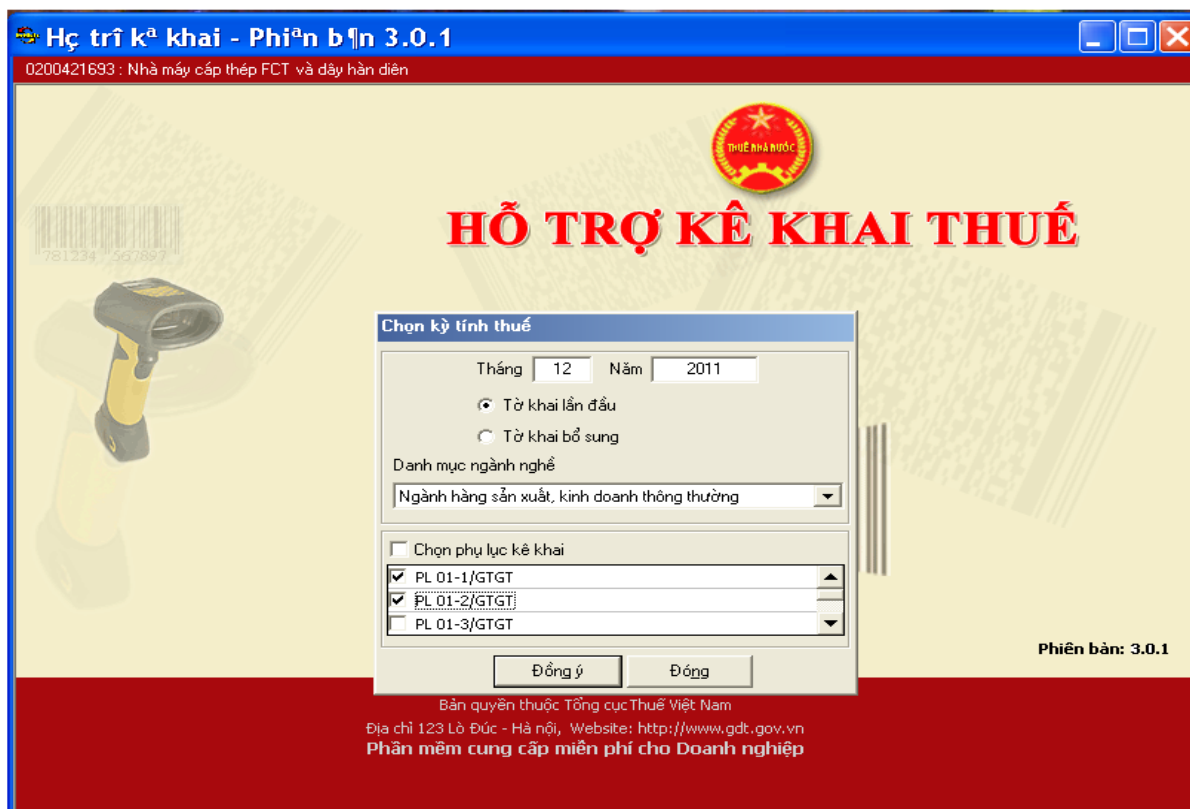 Hç trî kª khai - Phiªn b¶n 3.0.1
0200421693 : Nhà máy cáp thép FCT và dây hàn diên
THUẾ NHÀ NƯỚC
HỖ TRỢ KÊ KHAI THUẾ
781234 567897
Chọn kỳ tính thuế
Tháng 12 Năm 2011
Tờ khai lần đầu
Tờ khai bổ sung
Danh mục ngành nghề
Ngành hàng sản xuất, kinh doanh thông thường
Chọn phụ lục kê khai
PL 01-1/GTGT
PL 01-2/GTGT
PL 01-3/GTGT
Đồng ý Đóng
Phiên bản: 3.0.1
Bản quyền thuộc Tổng cục Thuế Việt Nam
Địa chỉ 123 Lò Đúc - Hà nội, Website: http://www.gdt.gov.vn
Phần mềm cung cấp miễn phí cho Doanh nghiệp